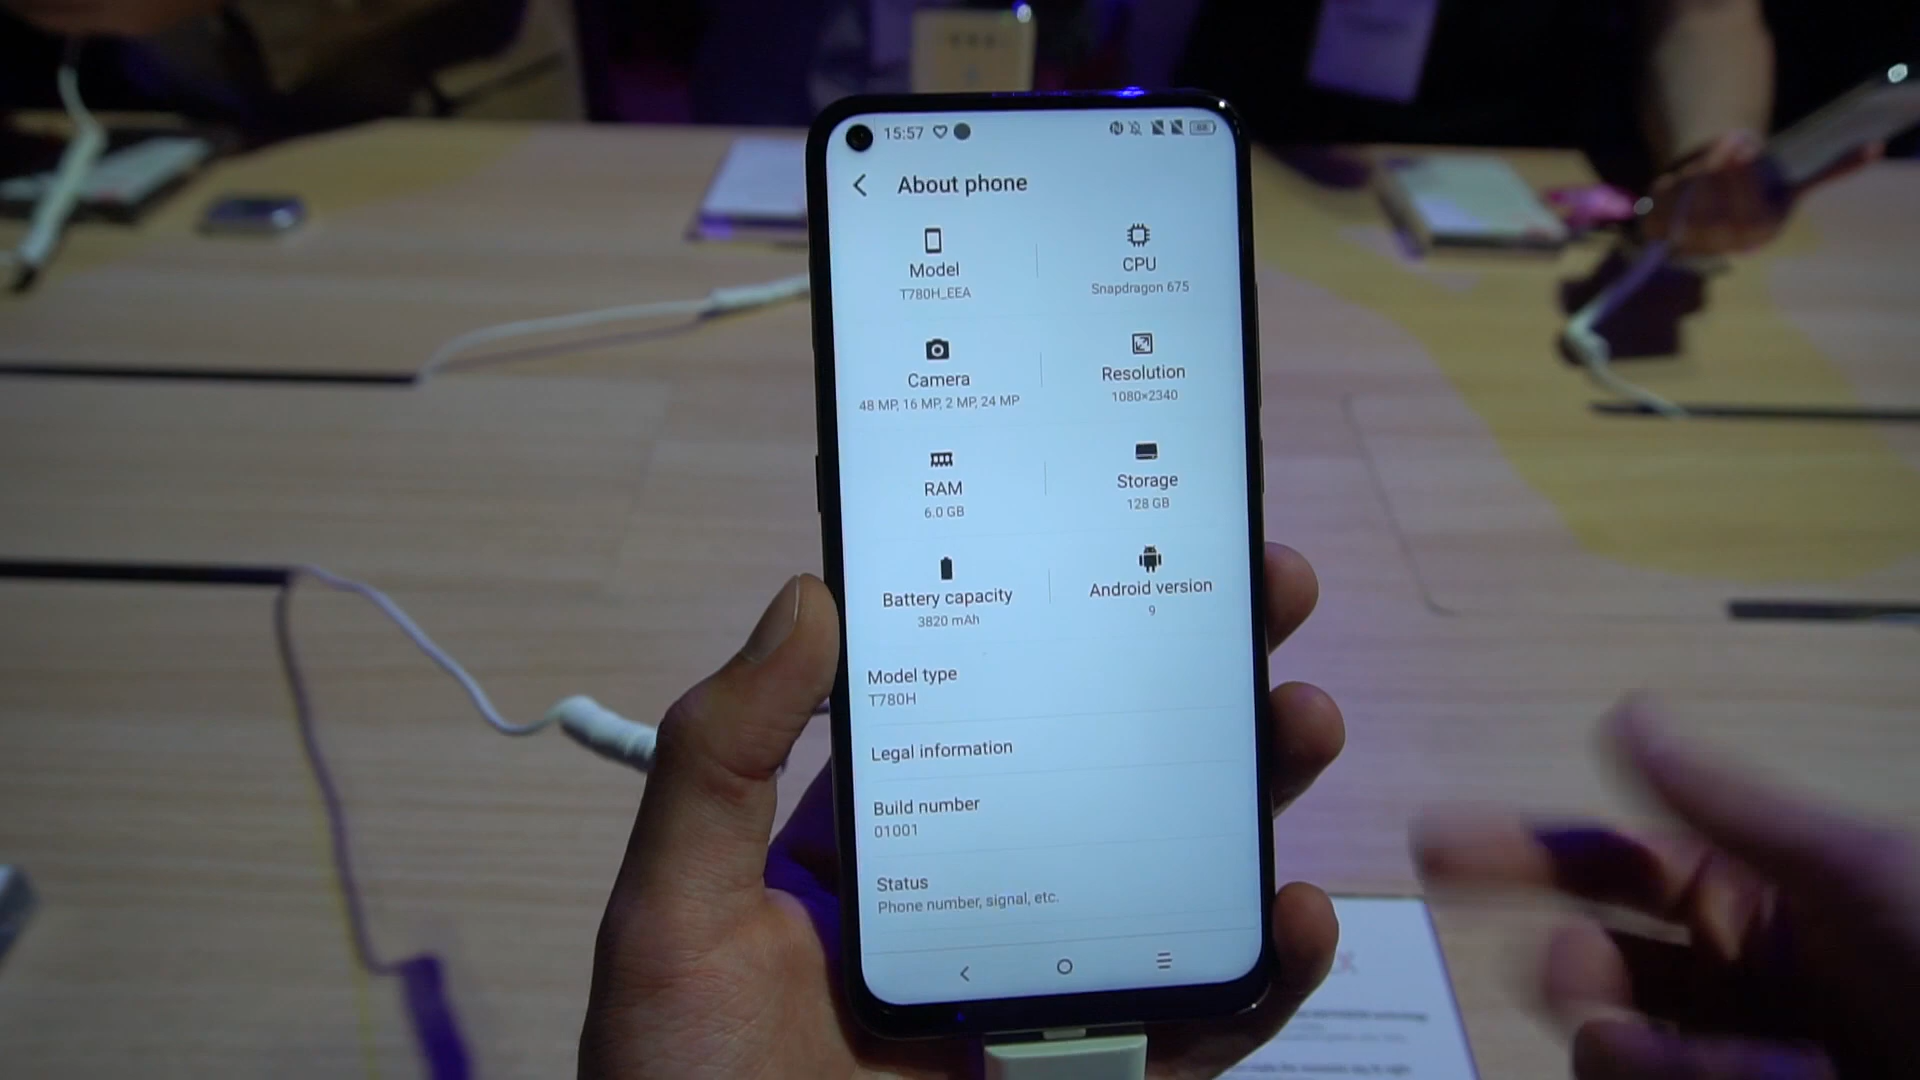 15:57
About phone
Model
T780H_EEA
CPU
Snapdragon 675
Camera
48 MP, 16 MP, 2 MP, 24 MP
Resolution
1080×2340
RAM
6.0 GB
Storage
128 GB
Battery capacity
3820 mAh
Android version
9
Model type
T780H
Legal information
Build number
01001
Status
Phone number, signal, etc.